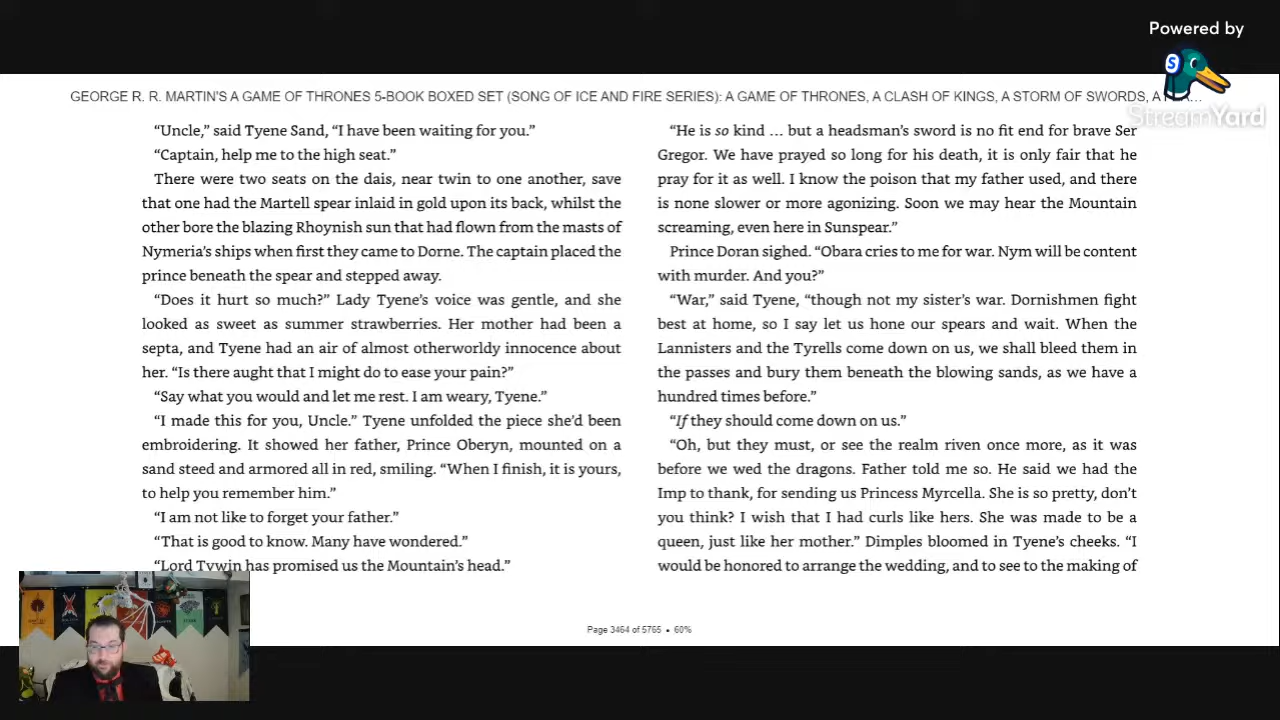 Powered by
StreamYard
GEORGE R. R. MARTIN'S A GAME OF THRONES 5-BOOK BOXED SET (SONG OF ICE AND FIRE SERIES): A GAME OF THRONES, A CLASH OF KINGS, A STORM OF SWORDS, A
“Uncle,” said Tyene Sand, “I have been waiting for you.”
“Captain, help me to the high seat.”
There were two seats on the dais, near twin to one another, save
that one had the Martell spear inlaid in gold upon its back, whilst the
other bore the blazing Rhoynish sun that had flown from the masts of
Nymeria’s ships when first they came to Dorne. The captain placed the
prince beneath the spear and stepped away.
“Does it hurt so much?” Lady Tyene’s voice was gentle, and she
looked as sweet as summer strawberries. Her mother had been a
septa, and Tyene had an air of almost otherworldly innocence about
her. “Is there aught that I might do to ease your pain?”
“Say what you would and let me rest. I am weary, Tyene.”
“I made this for you, Uncle.” Tyene unfolded the piece she’d been
embroidering. It showed her father, Prince Oberyn, mounted on a
sand steed and armored all in red, smiling. “When I finish, it is yours,
to help you remember him.”
“I am not like to forget your father.”
“That is good to know. Many have wondered.”
“Lord Tywin has promised us the Mountain’s head.”
“He is so kind … but a headsman’s sword is no fit end for brave Ser
Gregor. We have prayed so long for his death, it is only fair that he
pray for it as well. I know the poison that my father used, and there
is none slower or more agonizing. Soon we may hear the Mountain
screaming, even here in Sunspear.”
Prince Doran sighed. “Obara cries to me for war. Nym will be content
with murder. And you?”
“War,” said Tyene, “though not my sister’s war. Dornishmen fight
best at home, so I say let us hone our spears and wait. When the
Lannisters and the Tyrells come down on us, we shall bleed them in
the passes and bury them beneath the blowing sands, as we have a
hundred times before.”
“If they should come down on us.”
“Oh, but they must, or see the realm riven once more, as it was
before we wed the dragons. Father told me so. He said we had the
Imp to thank, for sending us Princess Myrcella. She is so pretty, don’t
you think? I wish that I had curls like hers. She was made to be a
queen, just like her mother.” Dimples bloomed in Tyene’s cheeks. “I
would be honored to arrange the wedding, and to see to the making of
Page 3464 of 5765 • 60%